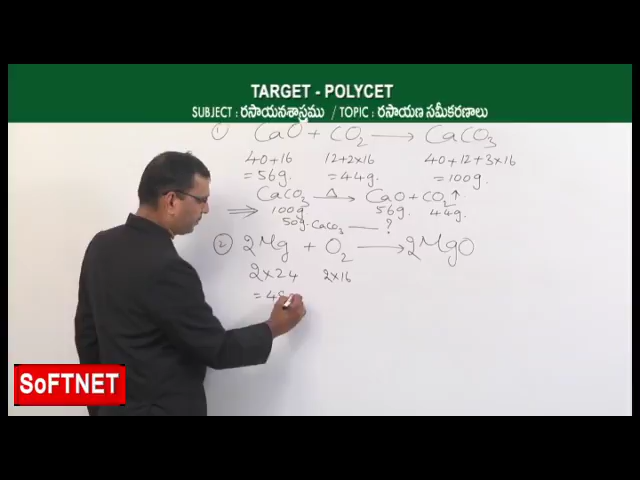 TARGET - POLYCET
SUBJECT : రసాయనశాస్త్రము / TOPIC : రసాయణ సమీకరణాలు
1) CaO + CO₂ → CaCO₃
40+16 12+2×16 40+12+3×16
=56g. =44g. =100g.
CaCO₃ —Δ→ CaO + CO₂↑
⇒ 100g 56g. 44g.
50g. CaCO₃ — ?
② 2Mg + O₂ → 2MgO
2×24 2×16
= 48
SoFTNET